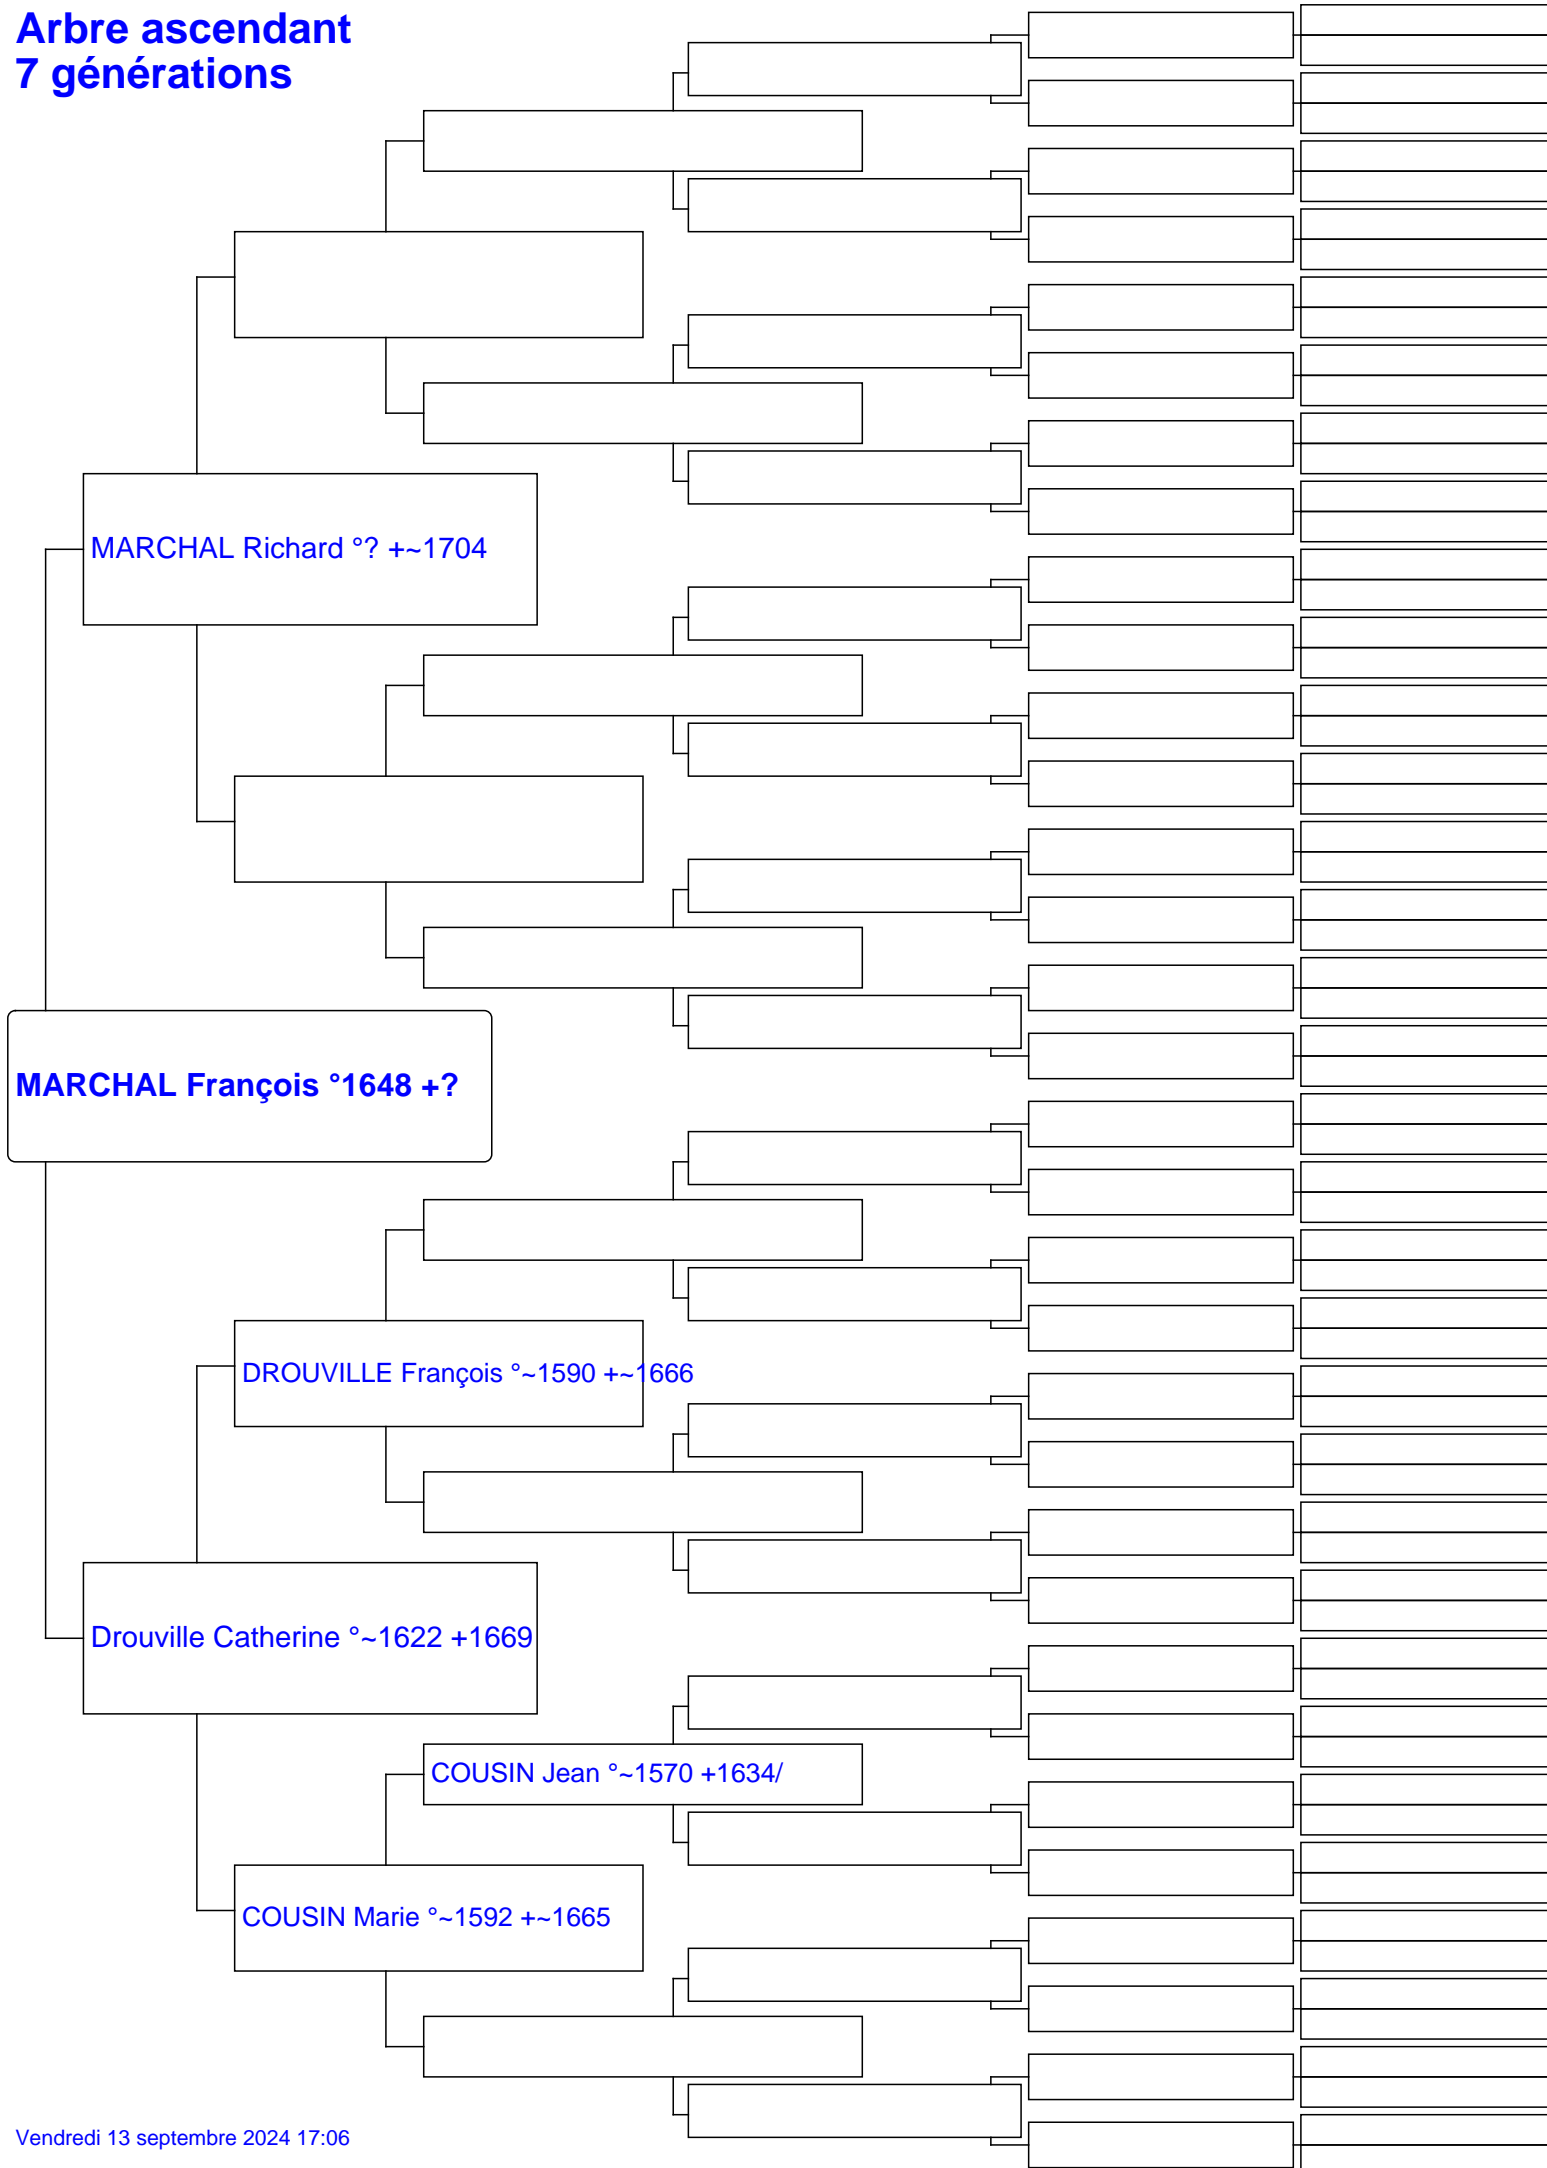 Arbre ascendant
7 générations
MARCHAL Richard °? +~1704
MARCHAL François °1648 +?
DROUVILLE François °~1590 +~1666
Drouville Catherine °~1622 +1669
COUSIN Jean °~1570 +1634/
COUSIN Marie °~1592 +~1665
Vendredi 13 septembre 2024 17:06